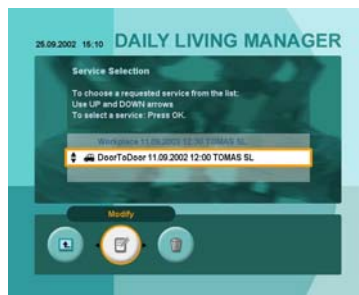 25.09.2002 15:10 DAILY LIVING MANAGER
Service Selection
To choose a requested service from the list:
Use UP and DOWN arrows
To select a service: Press OK.
Workplace 11.09.2002 12:30 TOMAS SL
DoorToDoor 11.09.2002 12:00 TOMAS SL
Modify